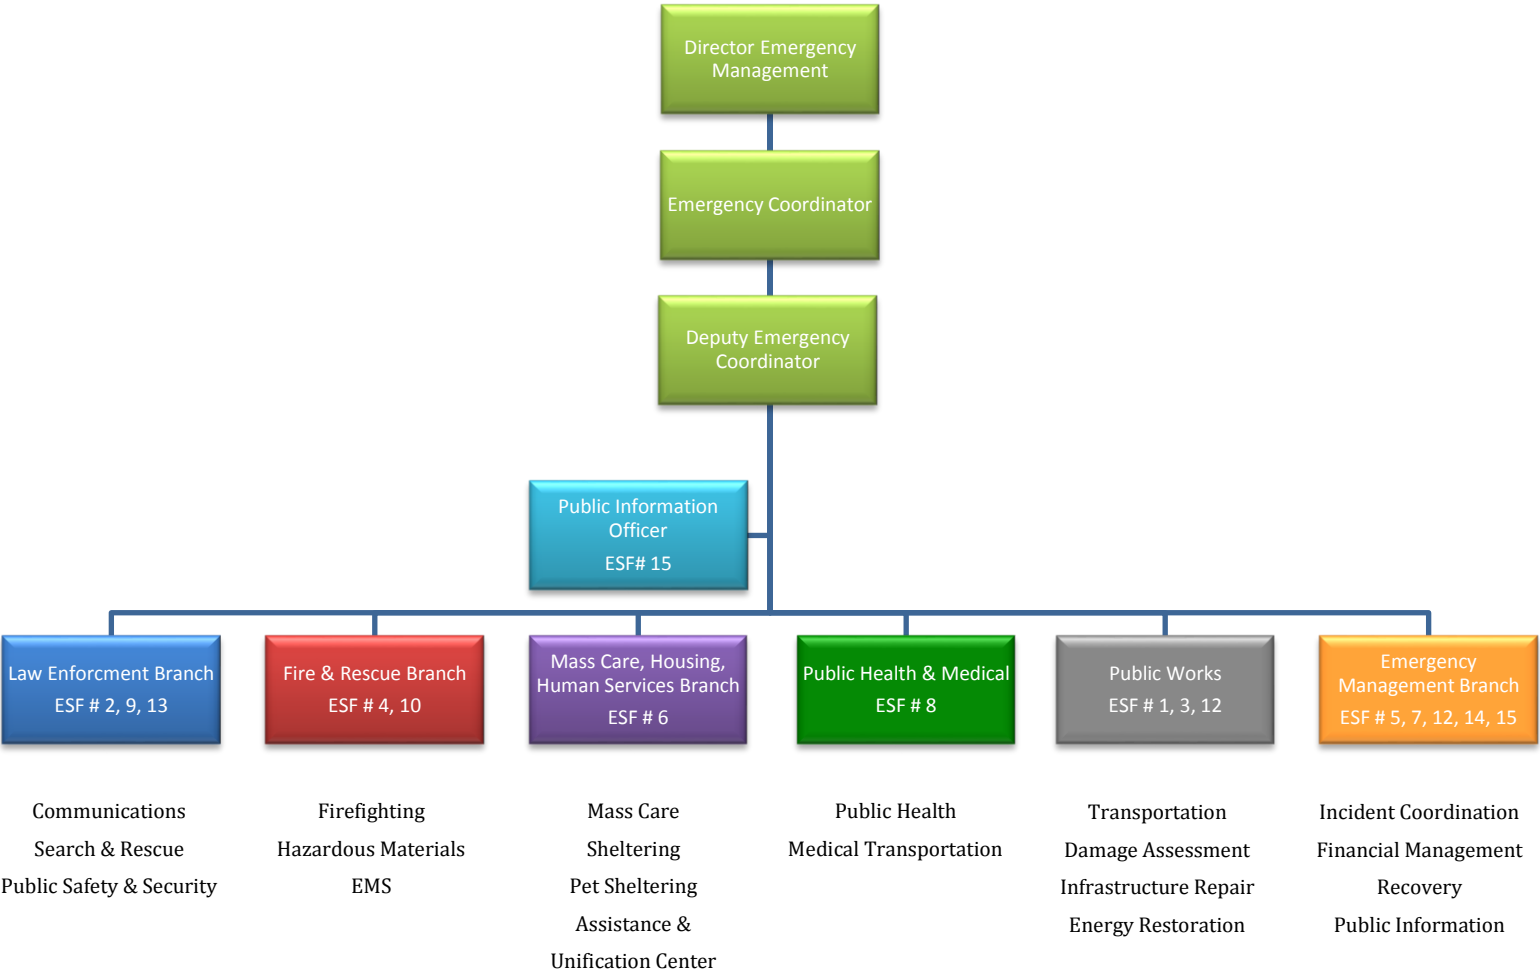 Director Emergency
Management
Emergency Coordinator
Deputy Emergency
Coordinator
Public Information
Officer
ESF# 15
Law Enforcment Branch
ESF # 2, 9, 13
Fire & Rescue Branch
ESF # 4, 10
Mass Care, Housing,
Human Services Branch
ESF # 6
Public Health & Medical
ESF # 8
Public Works
ESF # 1, 3, 12
Emergency
Management Branch
ESF # 5, 7, 12, 14, 15
Communications
Search & Rescue
Public Safety & Security
Firefighting
Hazardous Materials
EMS
Mass Care
Sheltering
Pet Sheltering
Assistance &
Unification Center
Public Health
Medical Transportation
Transportation
Damage Assessment
Infrastructure Repair
Energy Restoration
Incident Coordination
Financial Management
Recovery
Public Information